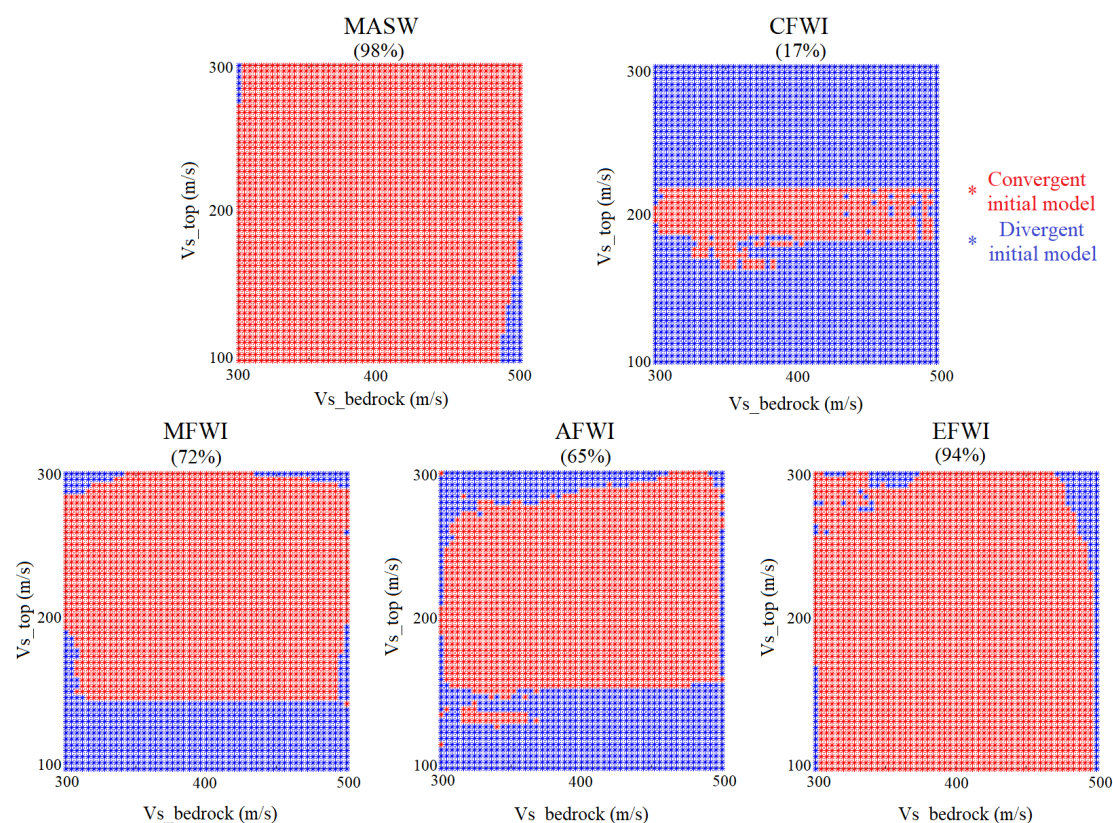 MASW
(98%)
300
200
100
Vs_top (m/s)
300
400
500
Vs_bedrock (m/s)
CFWI
(17%)
300
200
100
Vs_top (m/s)
300
400
500
Vs_bedrock (m/s)
* Convergent
initial model
* Divergent
initial model
MFWI
(72%)
300
200
100
Vs_top (m/s)
300
400
500
Vs_bedrock (m/s)
AFWI
(65%)
300
200
100
Vs_top (m/s)
300
400
500
Vs_bedrock (m/s)
EFWI
(94%)
300
200
100
Vs_top (m/s)
300
400
500
Vs_bedrock (m/s)